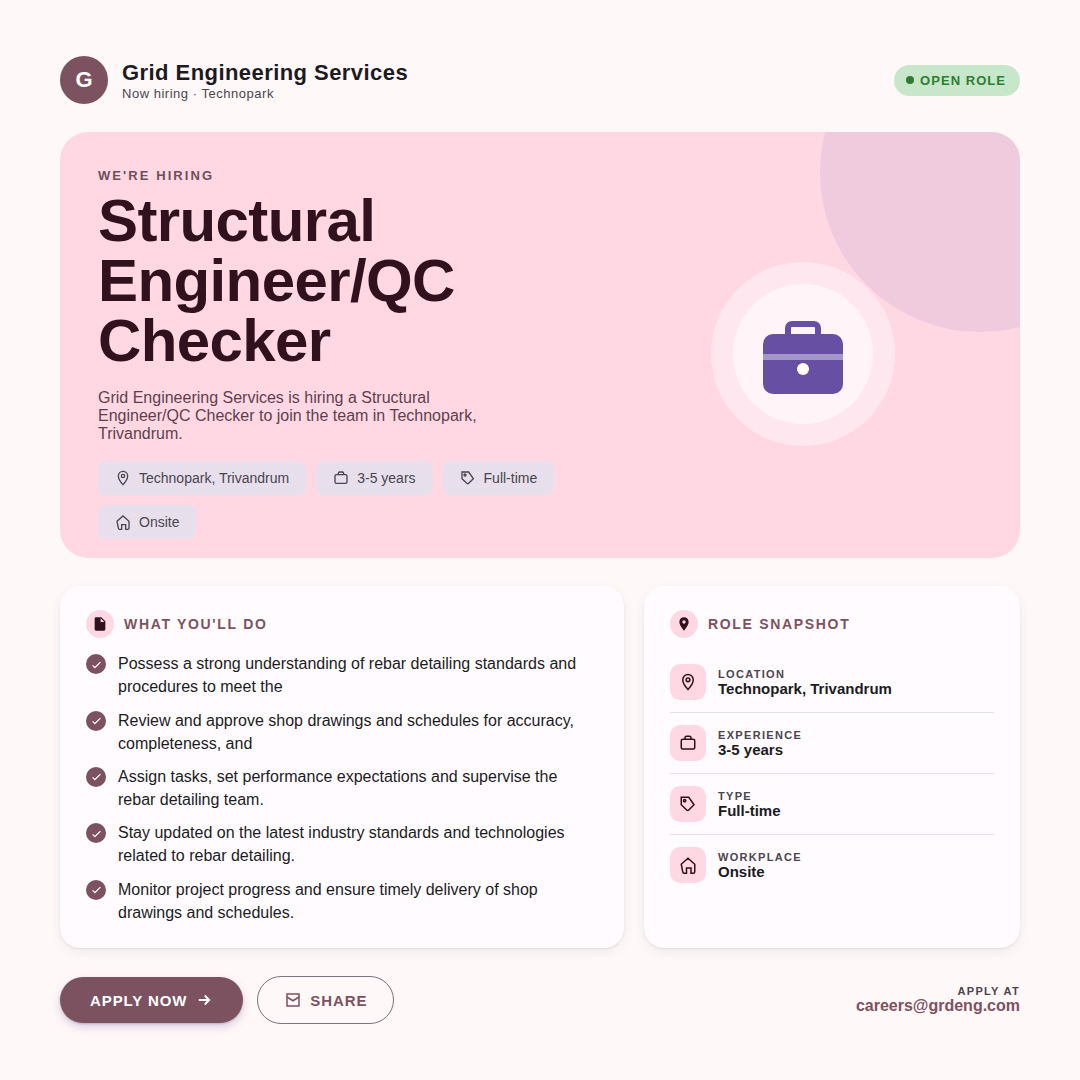 G
Grid Engineering Services
Now hiring · Technopark
OPEN ROLE
WE'RE HIRING
Structural
Engineer/QC
Checker
Grid Engineering Services is hiring a Structural
Engineer/QC Checker to join the team in Technopark,
Trivandrum.
Technopark, Trivandrum
3-5 years
Full-time
Onsite
WHAT YOU'LL DO
Possess a strong understanding of rebar detailing standards and
procedures to meet the
Review and approve shop drawings and schedules for accuracy,
completeness, and
Assign tasks, set performance expectations and supervise the
rebar detailing team.
Stay updated on the latest industry standards and technologies
related to rebar detailing.
Monitor project progress and ensure timely delivery of shop
drawings and schedules.
ROLE SNAPSHOT
LOCATION
Technopark, Trivandrum
EXPERIENCE
3-5 years
TYPE
Full-time
WORKPLACE
Onsite
APPLY NOW
SHARE
APPLY AT
careers@grdeng.com